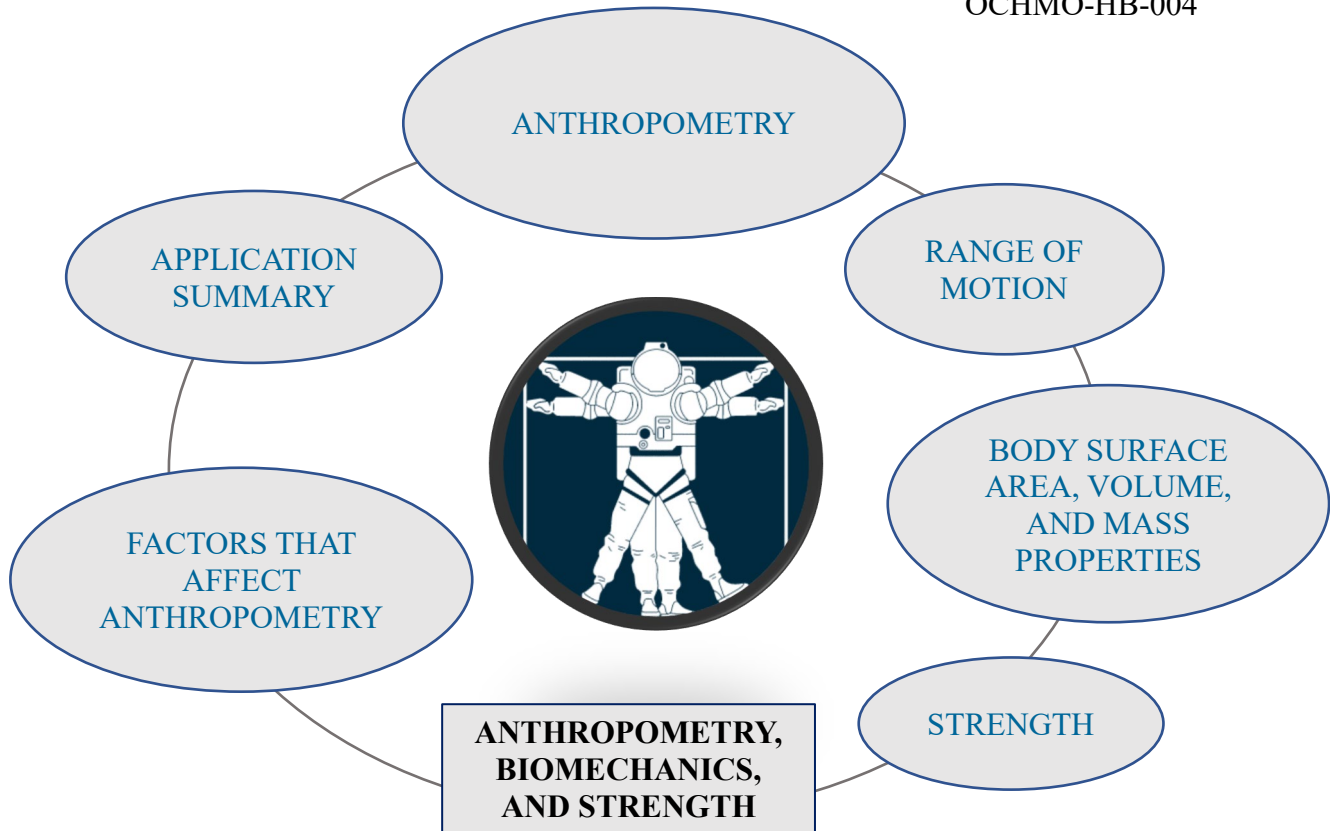 OCHMO-HB-004
ANTHROPOMETRY
APPLICATION
SUMMARY
RANGE OF
MOTION
BODY SURFACE
AREA, VOLUME,
AND MASS
PROPERTIES
FACTORS THAT
AFFECT
ANTHROPOMETRY
STRENGTH
ANTHROPOMETRY,
BIOMECHANICS,
AND STRENGTH